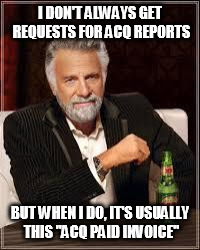 I DON'T ALWAYS GET
REQUESTS FOR ACQ REPORTS
BUT WHEN I DO, IT'S USUALLY
THIS "ACQ PAID INVOICE"